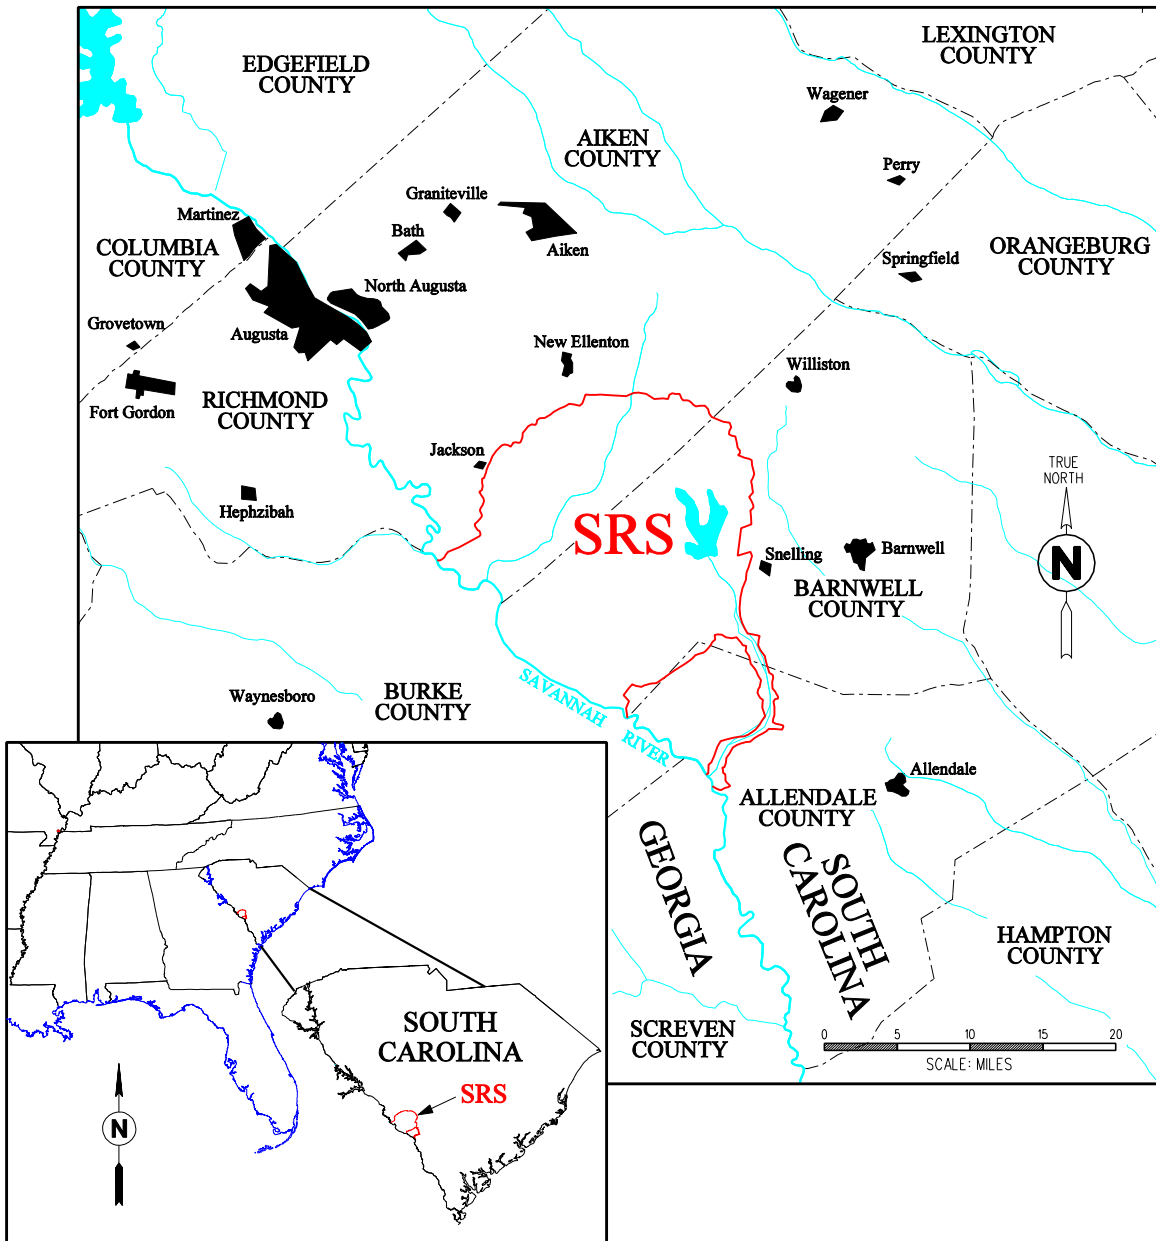 LEXINGTON
COUNTY
EDGEFIELD
COUNTY
Wagener
AIKEN
COUNTY
Perry
Graniteville
Martinez
Bath
Aiken
COLUMBIA
COUNTY
ORANGEBURG
COUNTY
Springfield
North Augusta
Grovetown
Augusta
New Ellenton
Williston
Fort Gordon
RICHMOND
COUNTY
Jackson
TRUE
NORTH
Hephzibah
SRS
Snelling
Barnwell
N
BARNWELL
COUNTY
SAVANNAH RIVER
Waynesboro
BURKE
COUNTY
Allendale
ALLENDALE
COUNTY
GEORGIA
SOUTH
CAROLINA
HAMPTON
COUNTY
SCREVEN
COUNTY
0 5 10 15 20
SCALE: MILES
SOUTH
CAROLINA
SRS
N